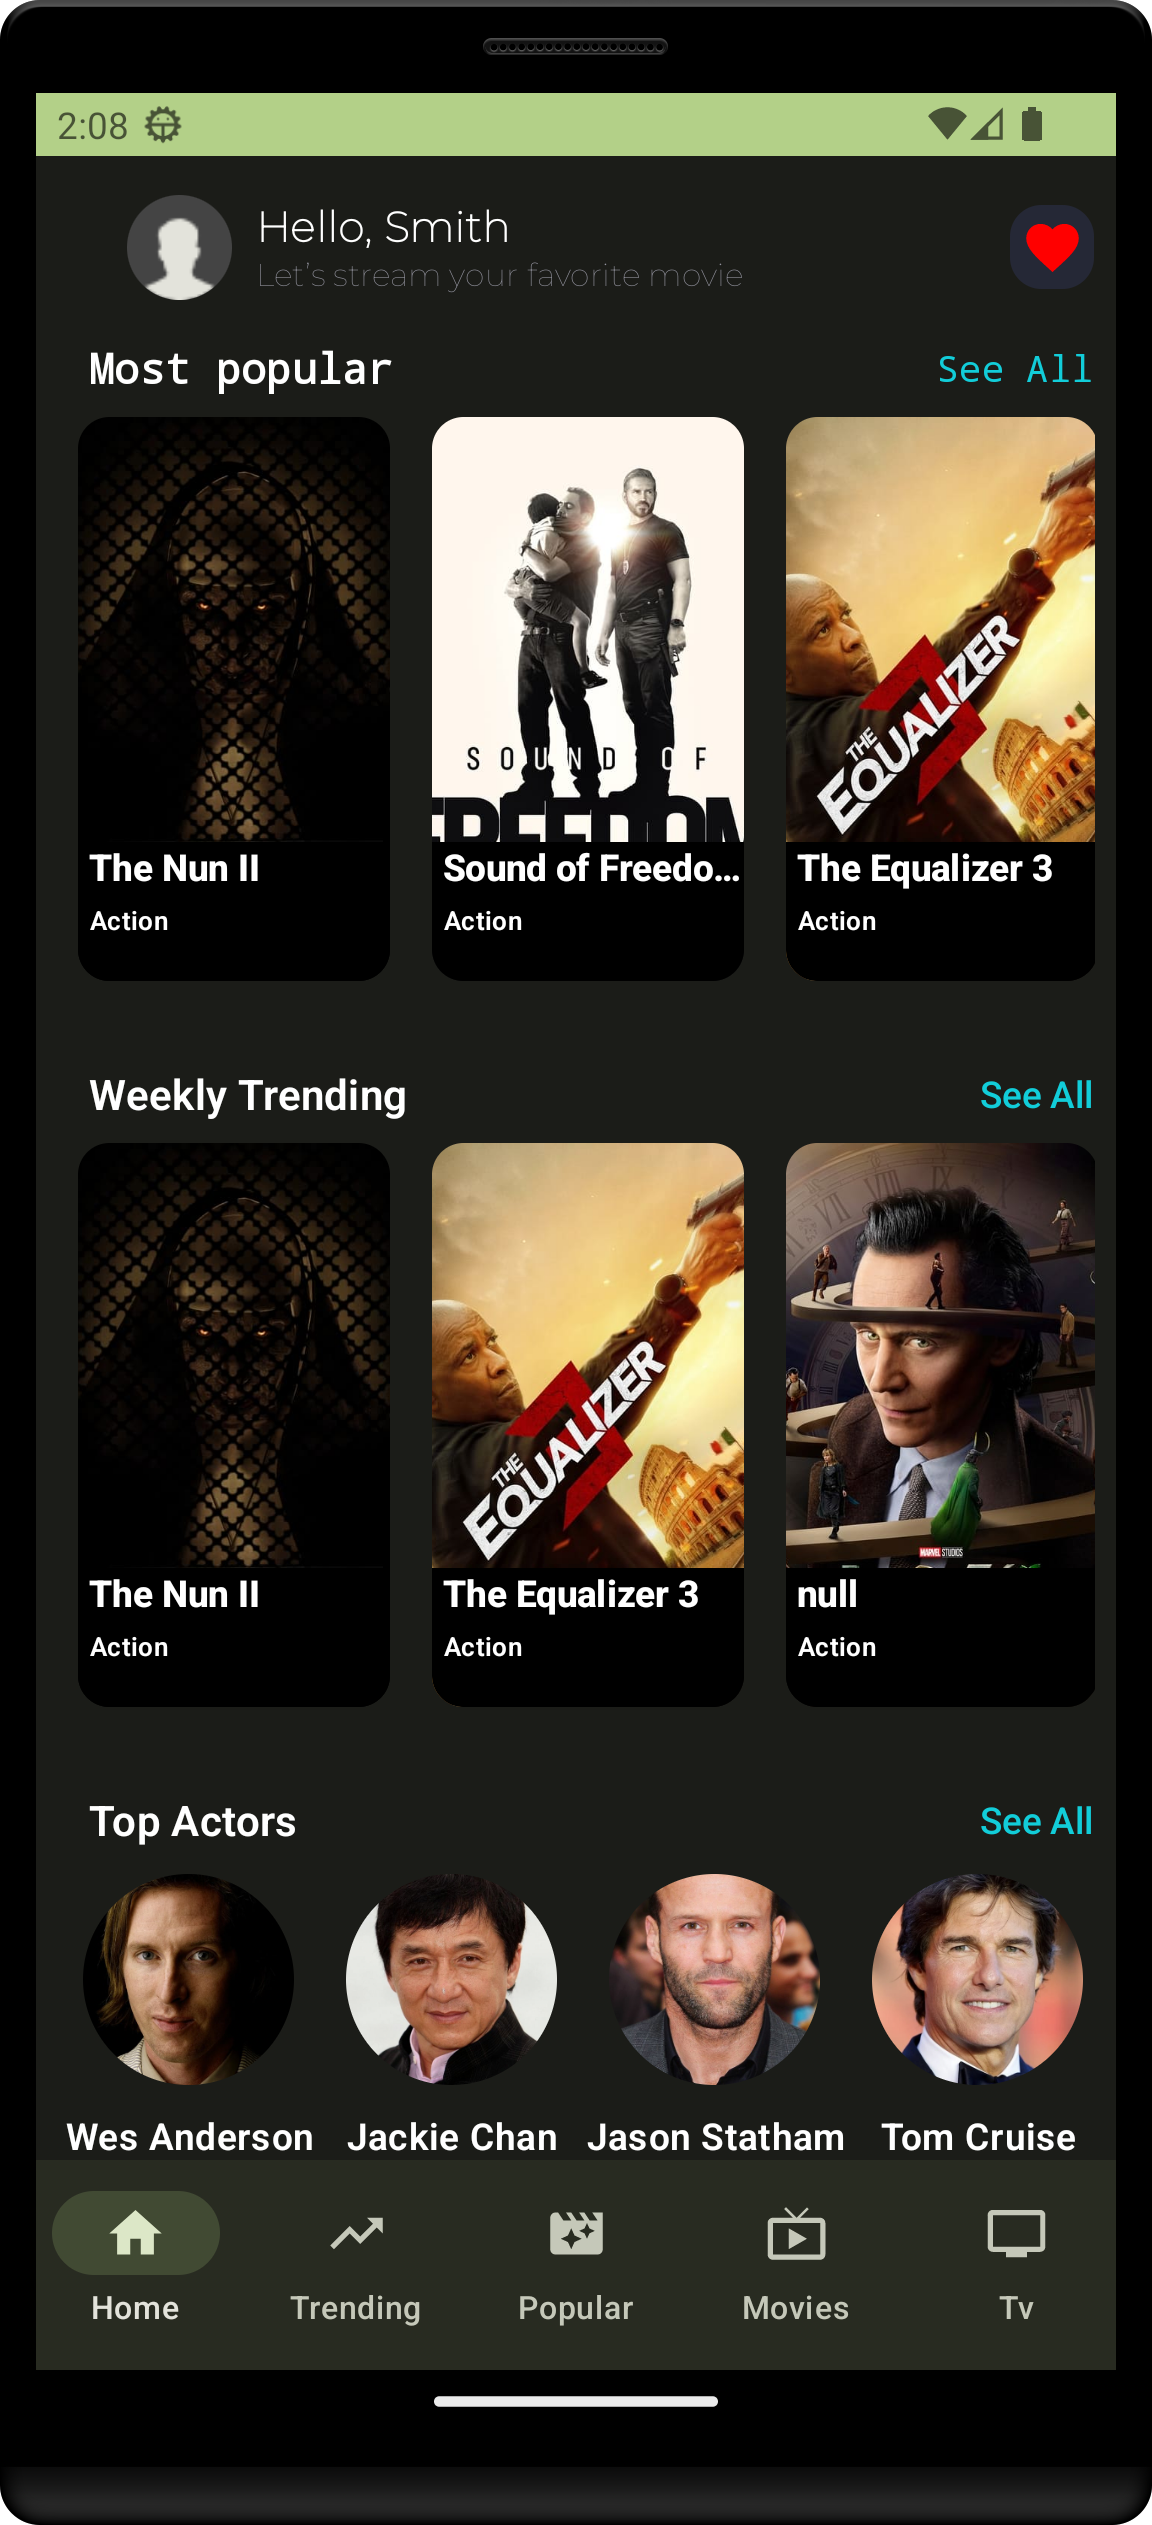 2:08
Hello, Smith
Let's stream your favorite movie
Most popular
See All
SOUND OF
FREEDOM
THE
EQUALIZER
3
The Nun II
Sound of Freedo...
The Equalizer 3
Action
Action
Action
Weekly Trending
See All
VII
VIII
IX
THE
EQUALIZER
3
MARVEL STUDIOS
The Nun II
The Equalizer 3
null
Action
Action
Action
Top Actors
See All
Wes Anderson
Jackie Chan
Jason Statham
Tom Cruise
Home
Trending
Popular
Movies
Tv